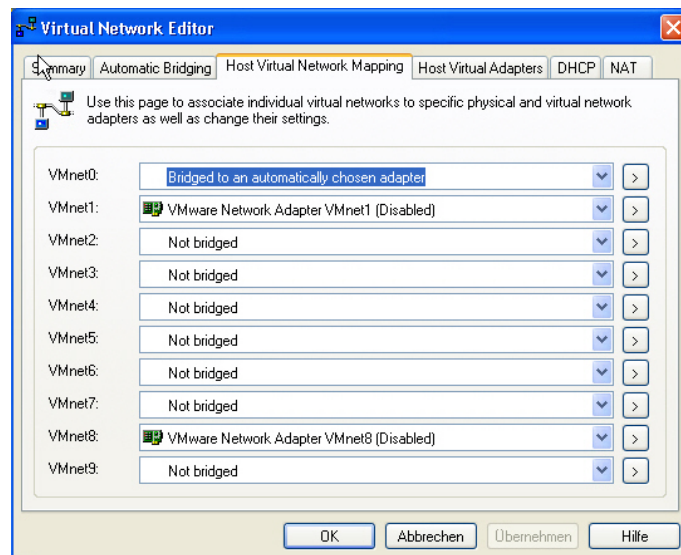 Virtual Network Editor
Summary Automatic Bridging Host Virtual Network Mapping Host Virtual Adapters DHCP NAT
Use this page to associate individual virtual networks to specific physical and virtual network
adapters as well as change their settings.
VMnet0: Bridged to an automatically chosen adapter >
VMnet1: VMware Network Adapter VMnet1 (Disabled) >
VMnet2: Not bridged >
VMnet3: Not bridged >
VMnet4: Not bridged >
VMnet5: Not bridged >
VMnet6: Not bridged >
VMnet7: Not bridged >
VMnet8: VMware Network Adapter VMnet8 (Disabled) >
VMnet9: Not bridged >
OK Abbrechen Übernehmen Hilfe